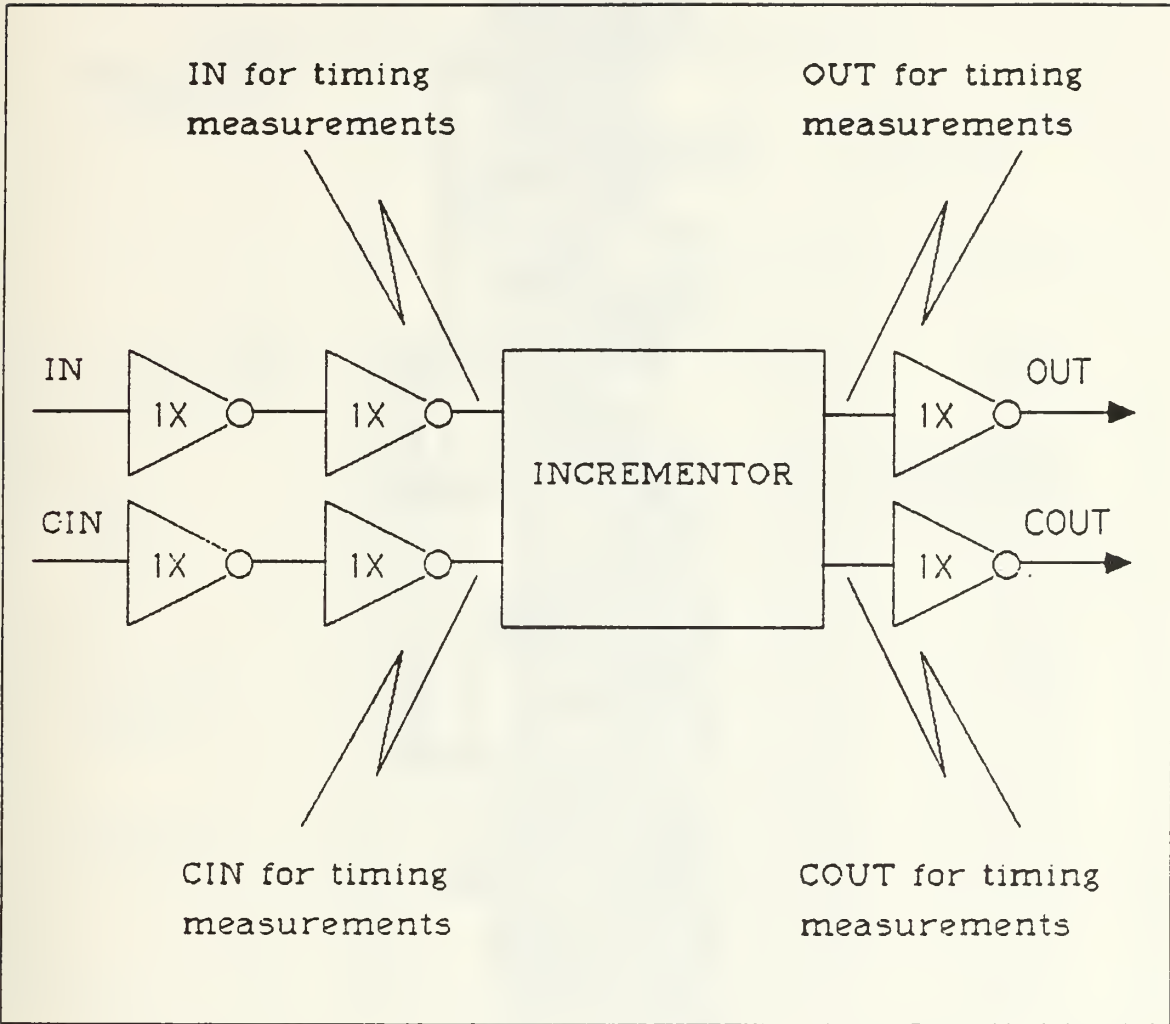 IN for timing
measurements
OUT for timing
measurements
IN
1X
1X
1X
OUT
INCREMENTOR
CIN
1X
1X
1X
COUT
CIN for timing
measurements
COUT for timing
measurements